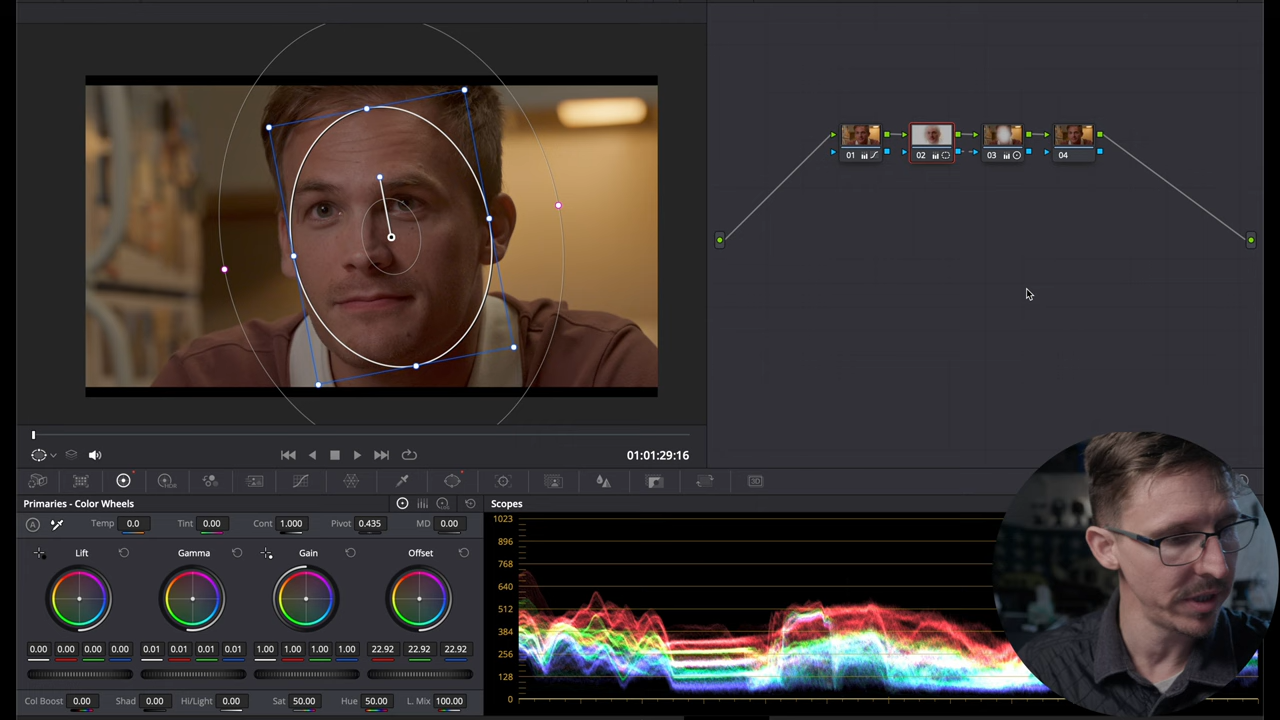 01
02
03
04
01:01:29:16
HDR
3D
Primaries - Color Wheels
Scopes
A
Temp 0.0 Tint 0.00 Cont 1.000 Pivot 0.435 MD 0.00
Lift Gamma Gain Offset
0.00 0.00 0.00 0.00 0.01 0.01 0.01 0.01 1.00 1.00 1.00 1.00 22.92 22.92 22.92
Col Boost 0.00 Shad 0.00 Hi/Light 0.00 Sat 50.00 Hue 50.00 L. Mix 100.00
1023
896
768
640
512
384
256
128
0